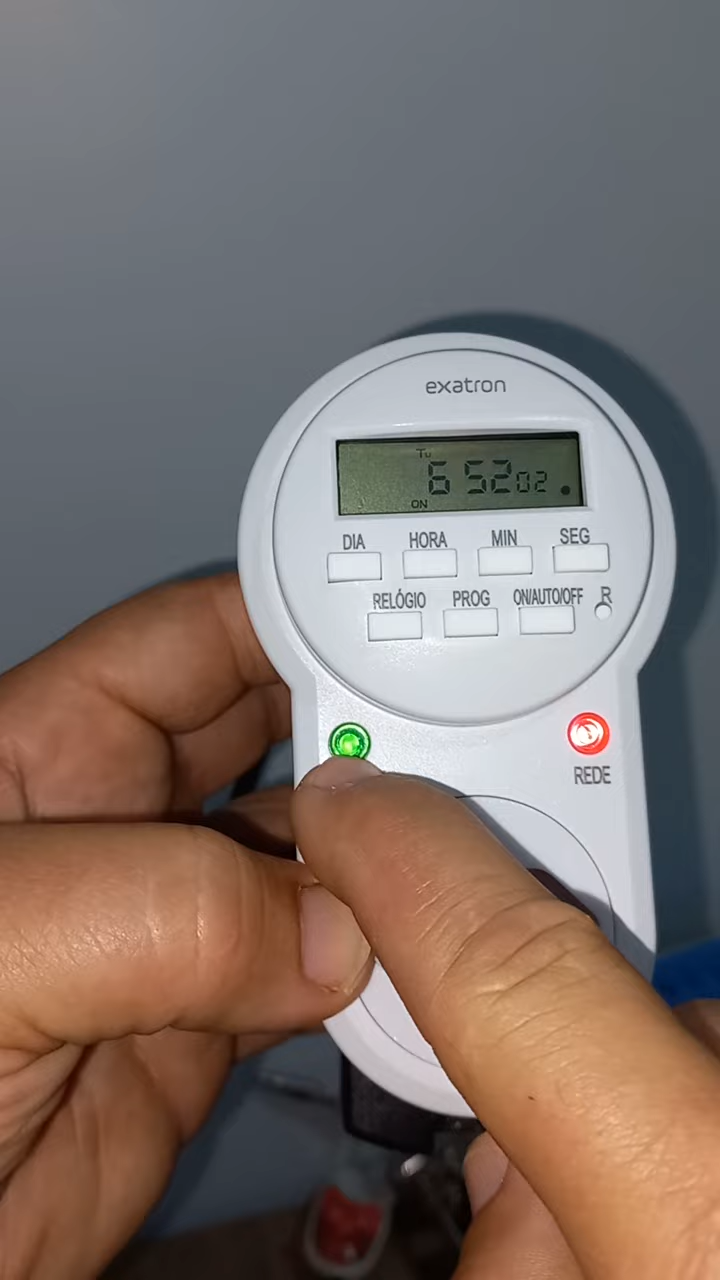 exatron
Tu
6 52 02
ON
DIA HORA MIN SEG
RELÓGIO PROG ON/AUTO/OFF R
REDE